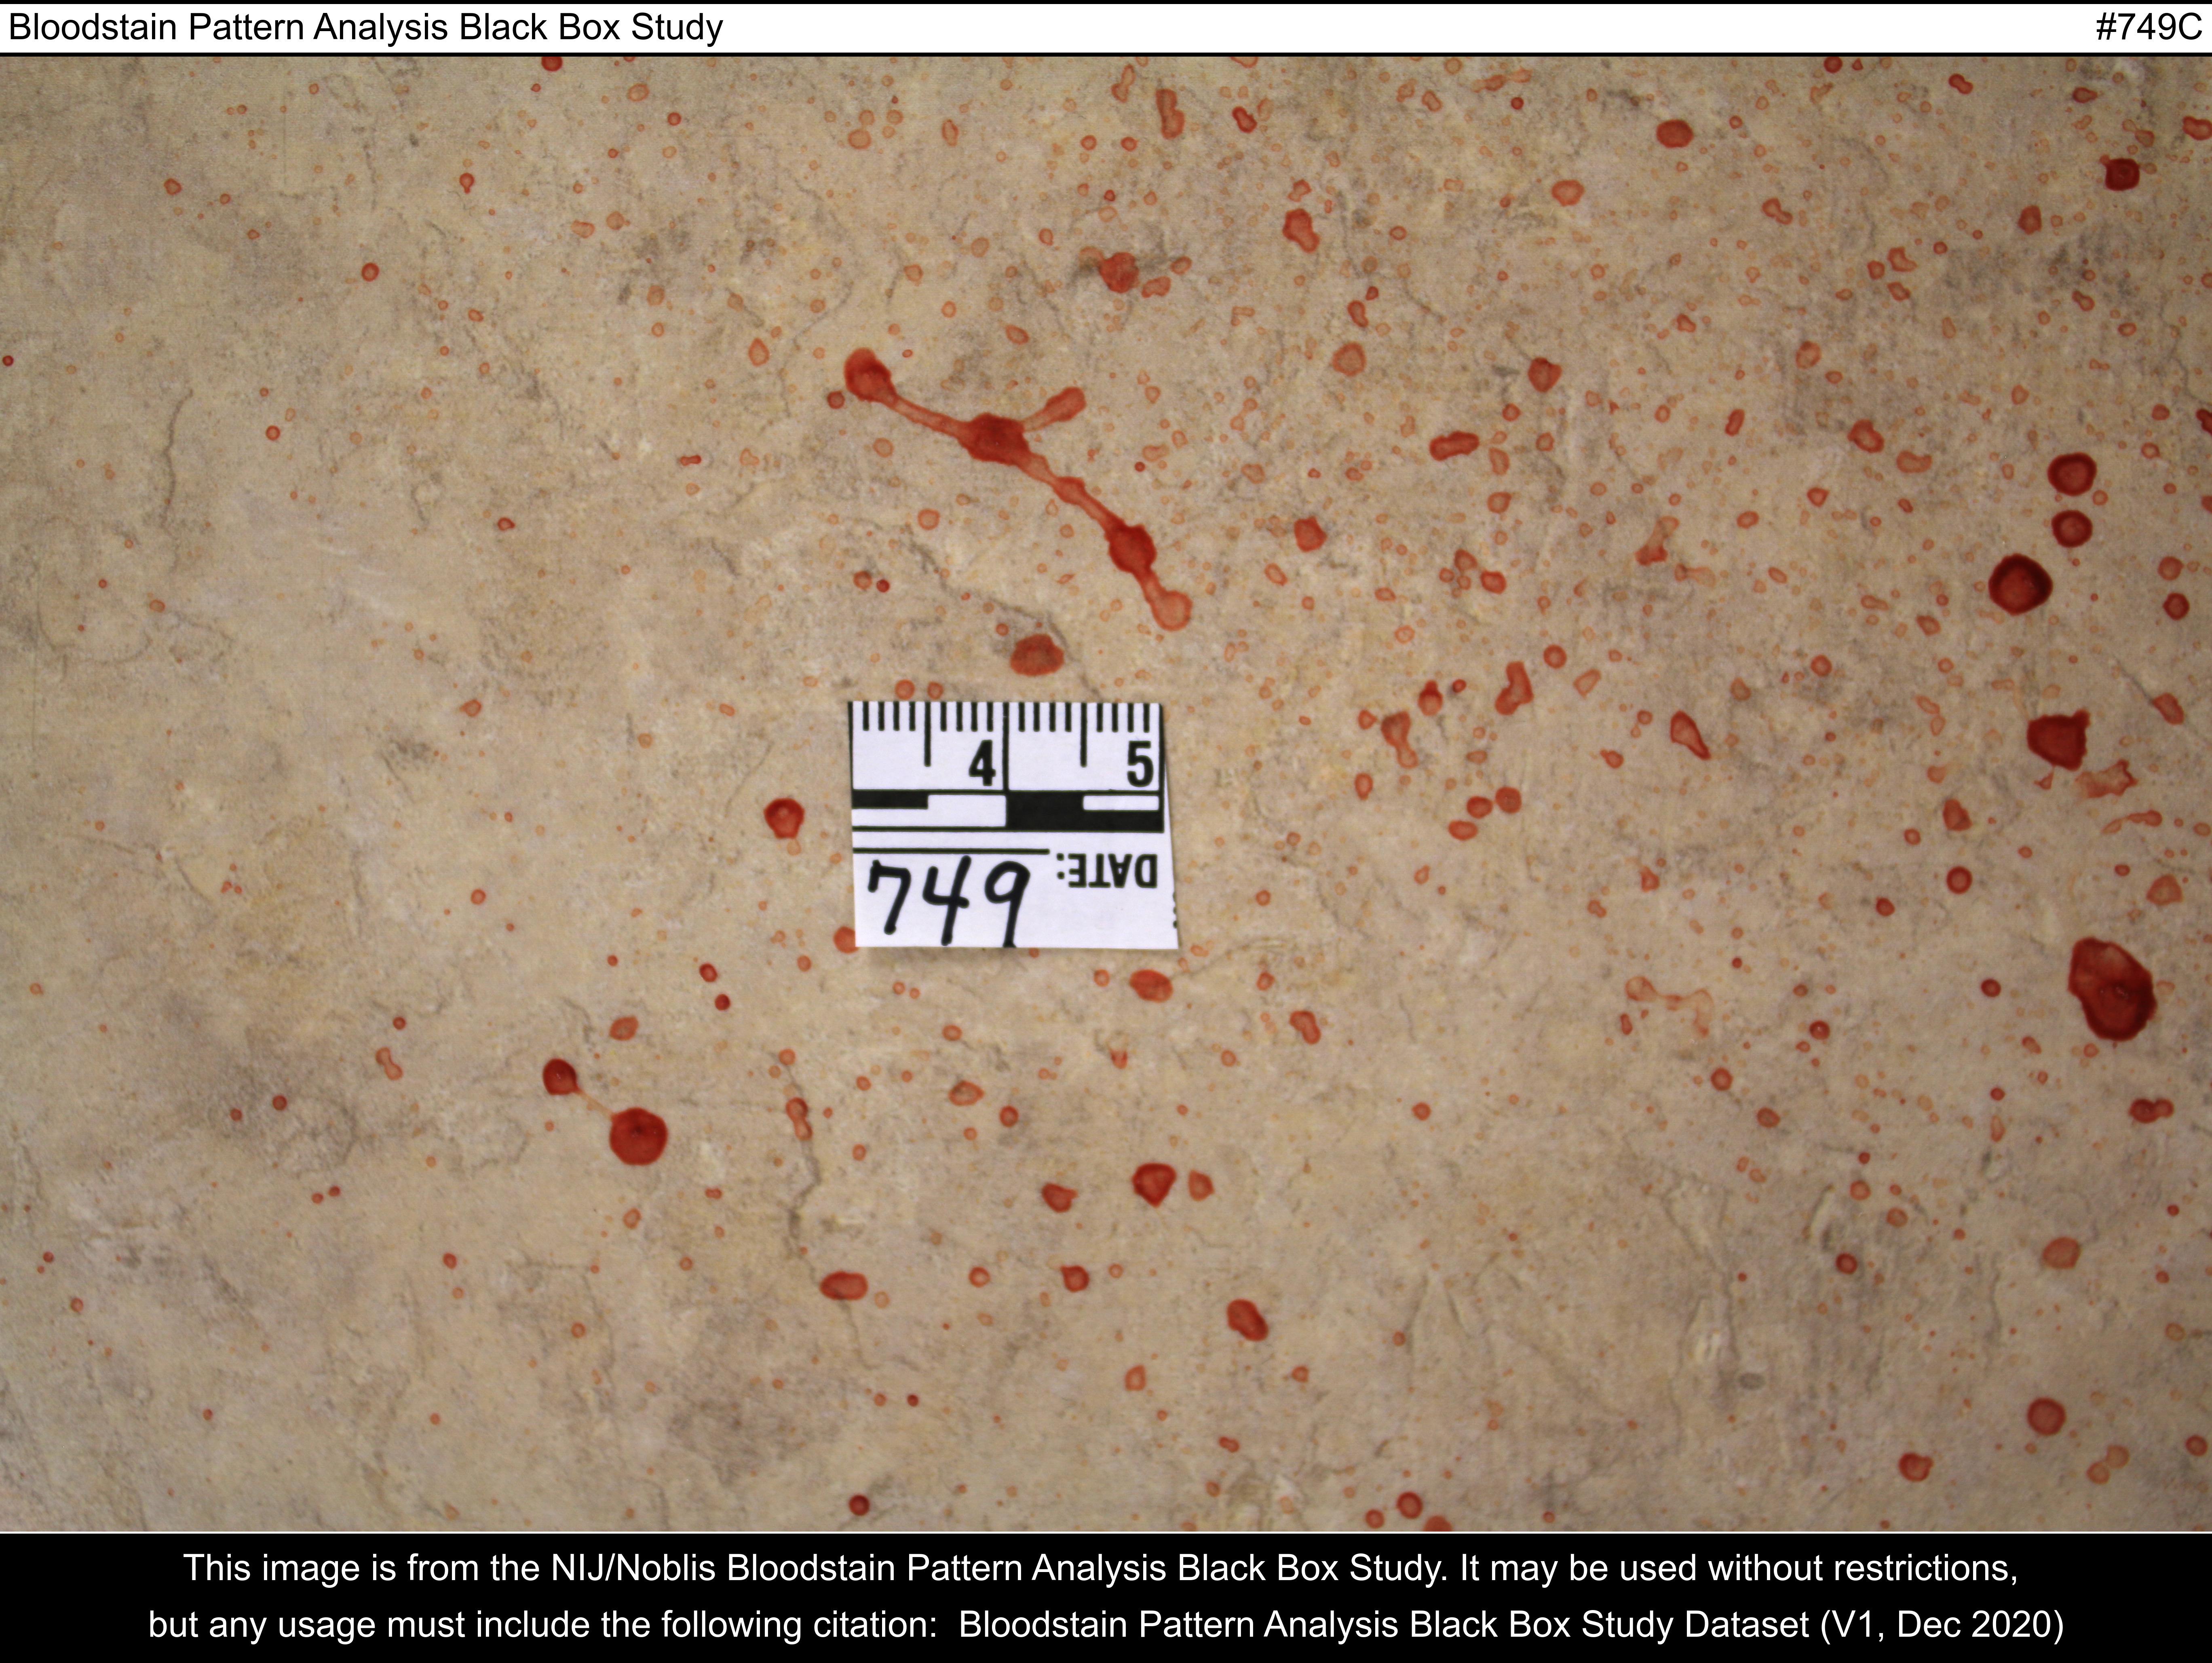 Bloodstain Pattern Analysis Black Box Study #749C
4 5
DATE:
749
This image is from the NIJ/Noblis Bloodstain Pattern Analysis Black Box Study. It may be used without restrictions,
but any usage must include the following citation: Bloodstain Pattern Analysis Black Box Study Dataset (V1, Dec 2020)